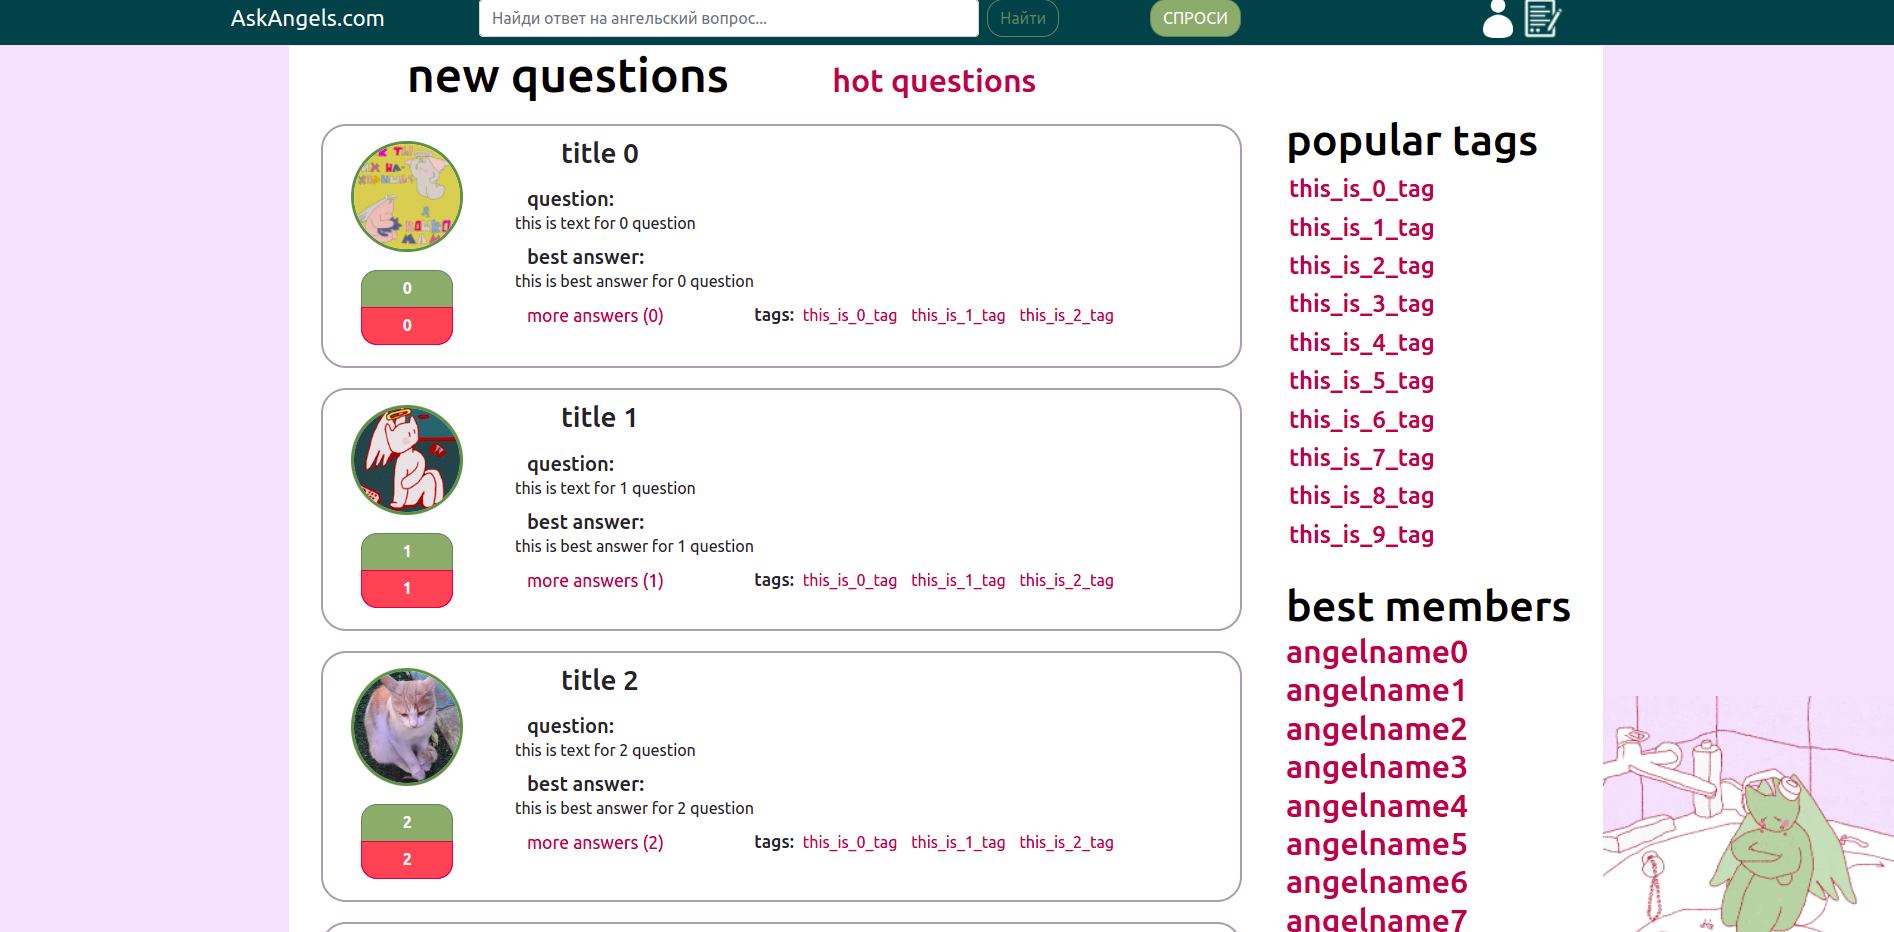 AskAngels.com
Найди ответ на ангельский вопрос...
Найти
СПРОСИ
new questions
hot questions
title 0
question:
this is text for 0 question
best answer:
this is best answer for 0 question
more answers (0)
tags: this_is_0_tag this_is_1_tag this_is_2_tag
0
0
title 1
question:
this is text for 1 question
best answer:
this is best answer for 1 question
more answers (1)
tags: this_is_0_tag this_is_1_tag this_is_2_tag
1
1
title 2
question:
this is text for 2 question
best answer:
this is best answer for 2 question
more answers (2)
tags: this_is_0_tag this_is_1_tag this_is_2_tag
2
2
popular tags
this_is_0_tag
this_is_1_tag
this_is_2_tag
this_is_3_tag
this_is_4_tag
this_is_5_tag
this_is_6_tag
this_is_7_tag
this_is_8_tag
this_is_9_tag
best members
angelname0
angelname1
angelname2
angelname3
angelname4
angelname5
angelname6
angelname7